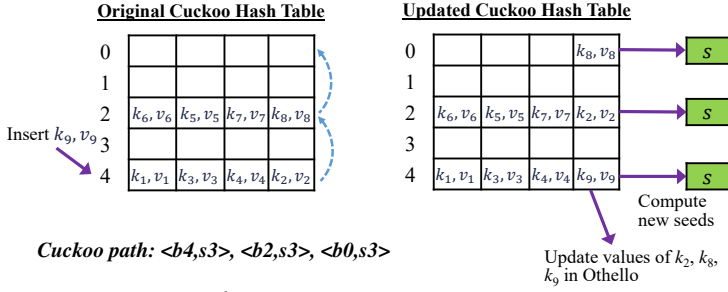 Original Cuckoo Hash Table
Updated Cuckoo Hash Table
0
1
2 k₆, v₆ k₅, v₅ k₇, v₇ k₈, v₈
3
4 k₁, v₁ k₃, v₃ k₄, v₄ k₂, v₂
Insert k₉, v₉
0 k₈, v₈ s
1
2 k₆, v₆ k₅, v₅ k₇, v₇ k₂, v₂ s
3
4 k₁, v₁ k₃, v₃ k₄, v₄ k₉, v₉ s
Compute
new seeds
Cuckoo path: <b4,s3>, <b2,s3>, <b0,s3>
Update values of k₂, k₈,
k₉ in Othello